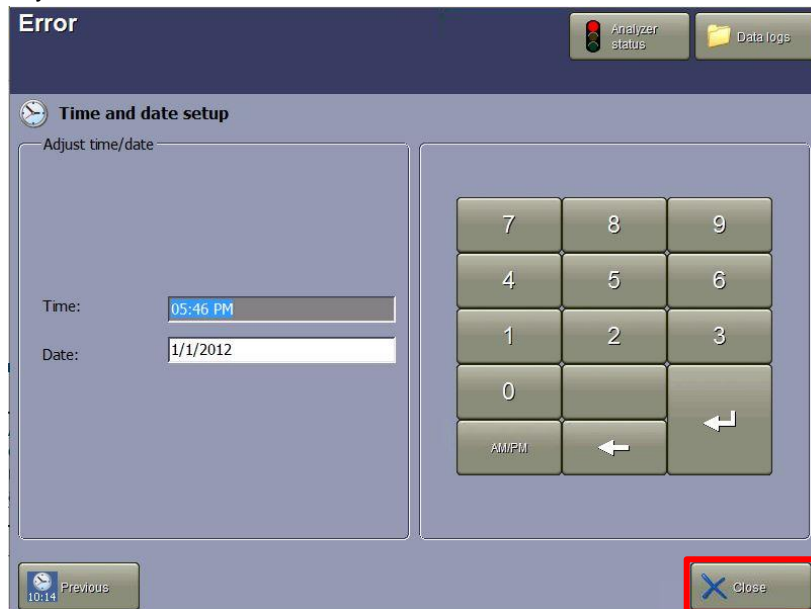 Error
Analyzer
status
Data logs
Time and date setup
Adjust time/date
7 8 9
4 5 6
Time: 05:46 PM
1 2 3
Date: 1/1/2012
0
AM/PM
10:14 Previous
Close